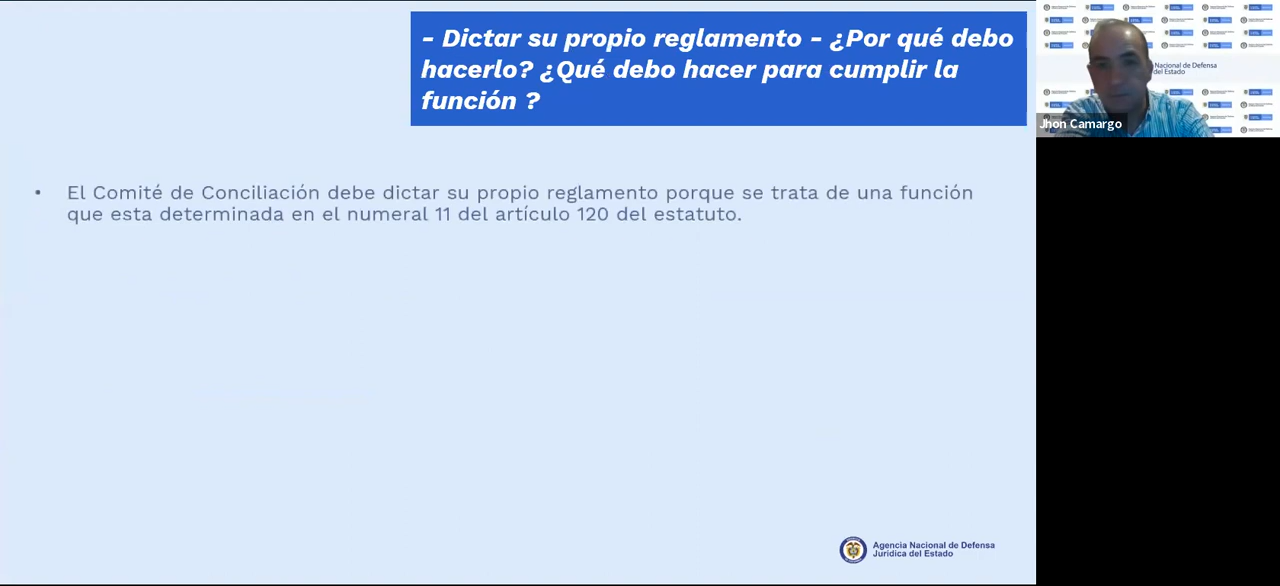 - Dictar su propio reglamento - ¿Por qué debo
hacerlo? ¿Qué debo hacer para cumplir la
función ?
• El Comité de Conciliación debe dictar su propio reglamento porque se trata de una función
que esta determinada en el numeral 11 del artículo 120 del estatuto.
Agencia Nacional de Defensa
Jurídica del Estado
Nacional de Defensa
del Estado
Jhon Camargo